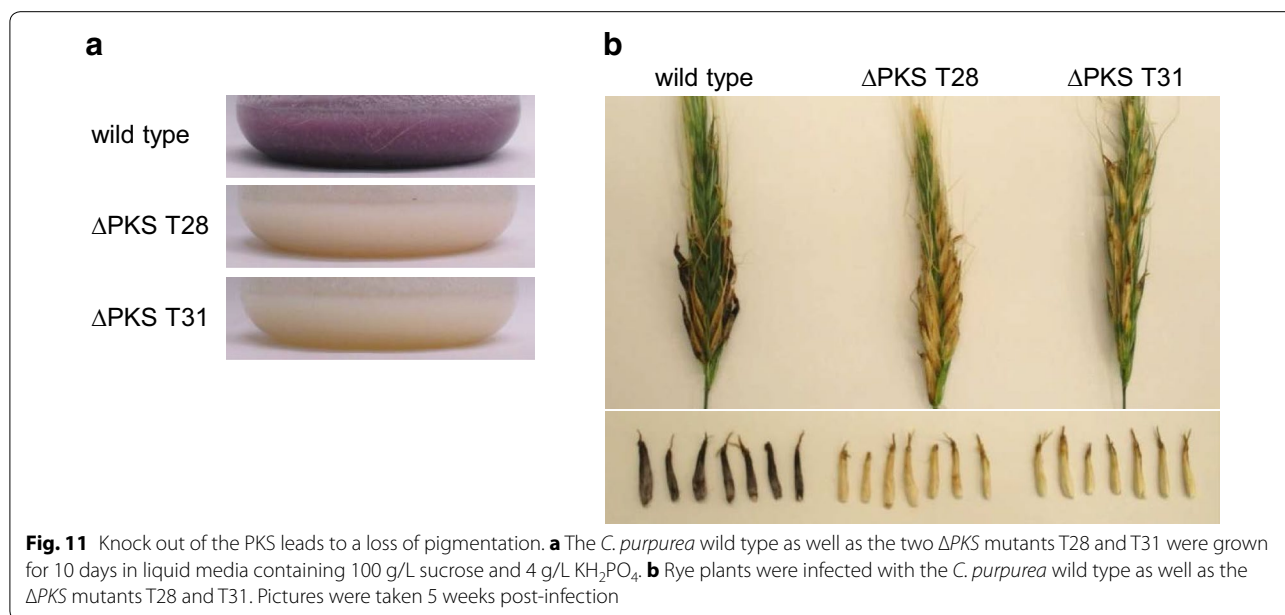 a
wild type
ΔPKS T28
ΔPKS T31
b
wild type ΔPKS T28 ΔPKS T31
Fig. 11 Knock out of the PKS leads to a loss of pigmentation. a The C. purpurea wild type as well as the two ΔPKS mutants T28 and T31 were grown
for 10 days in liquid media containing 100 g/L sucrose and 4 g/L KH₂PO₄. b Rye plants were infected with the C. purpurea wild type as well as the
ΔPKS mutants T28 and T31. Pictures were taken 5 weeks post-infection